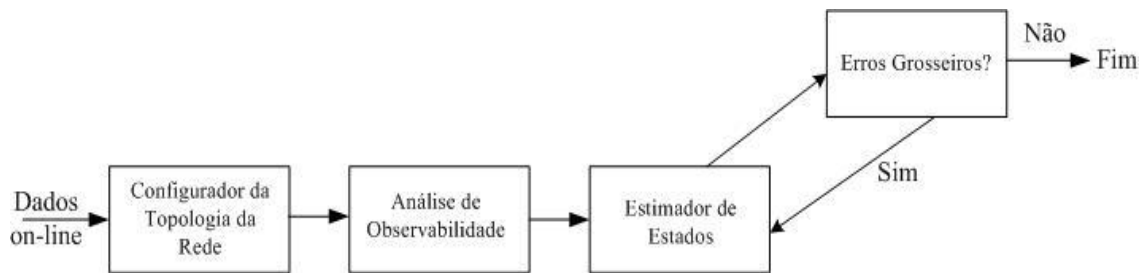 Dados
on-line
Configurador da
Topologia da
Rede
Análise de
Observabilidade
Estimador de
Estados
Erros Grosseiros?
Não
Fim
Sim